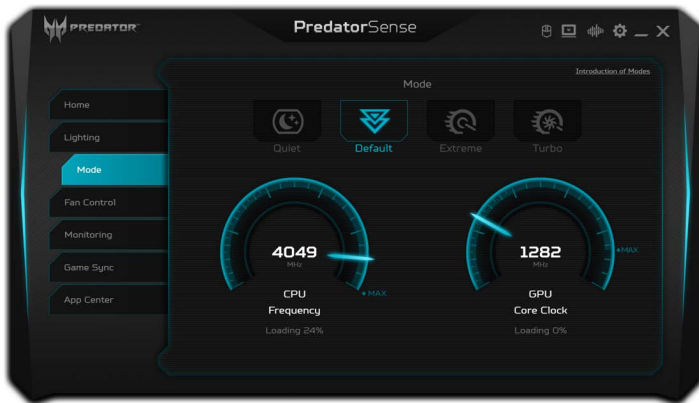 PREDATOR
PredatorSense
Introduction of Modes
Mode
Home
Lighting
Mode
Fan Control
Monitoring
Game Sync
App Center
Quiet
Default
Extreme
Turbo
4049
MHz
MAX
CPU
Frequency
Loading 24%
1282
MHz
MAX
GPU
Core Clock
Loading 0%